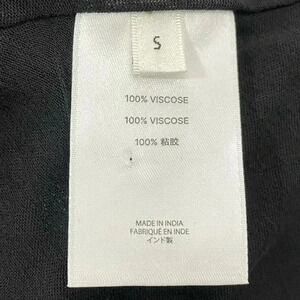 S
100% VISCOSE
100% VISCOSE
100% 粘胶
MADE IN INDIA
FABRIQUÉ EN INDE
インド製